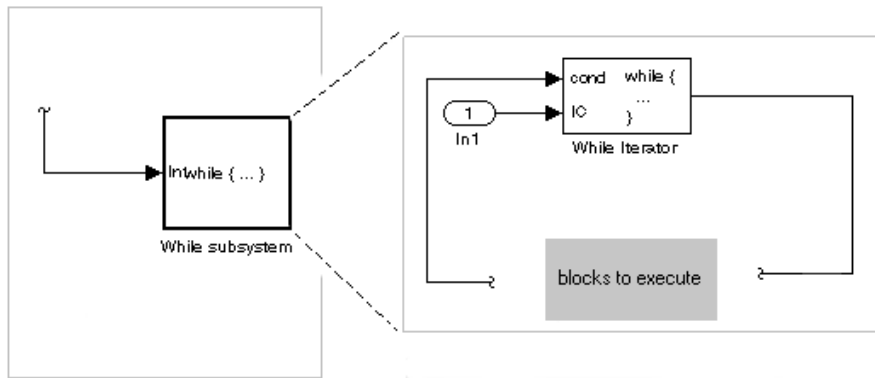 In1
while { ... }
While subsystem
cond
while {
IC
...
}
1
In1
While Iterator
blocks to execute